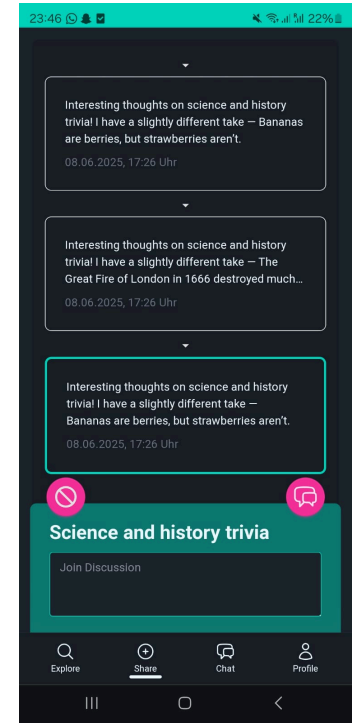 23:46 22%
Interesting thoughts on science and history
trivia! I have a slightly different take — Bananas
are berries, but strawberries aren't.
08.06.2025, 17:26 Uhr
Interesting thoughts on science and history
trivia! I have a slightly different take — The
Great Fire of London in 1666 destroyed much...
08.06.2025, 17:26 Uhr
Interesting thoughts on science and history
trivia! I have a slightly different take —
Bananas are berries, but strawberries aren't.
08.06.2025, 17:26 Uhr
Science and history trivia
Join Discussion
Explore Share Chat Profile